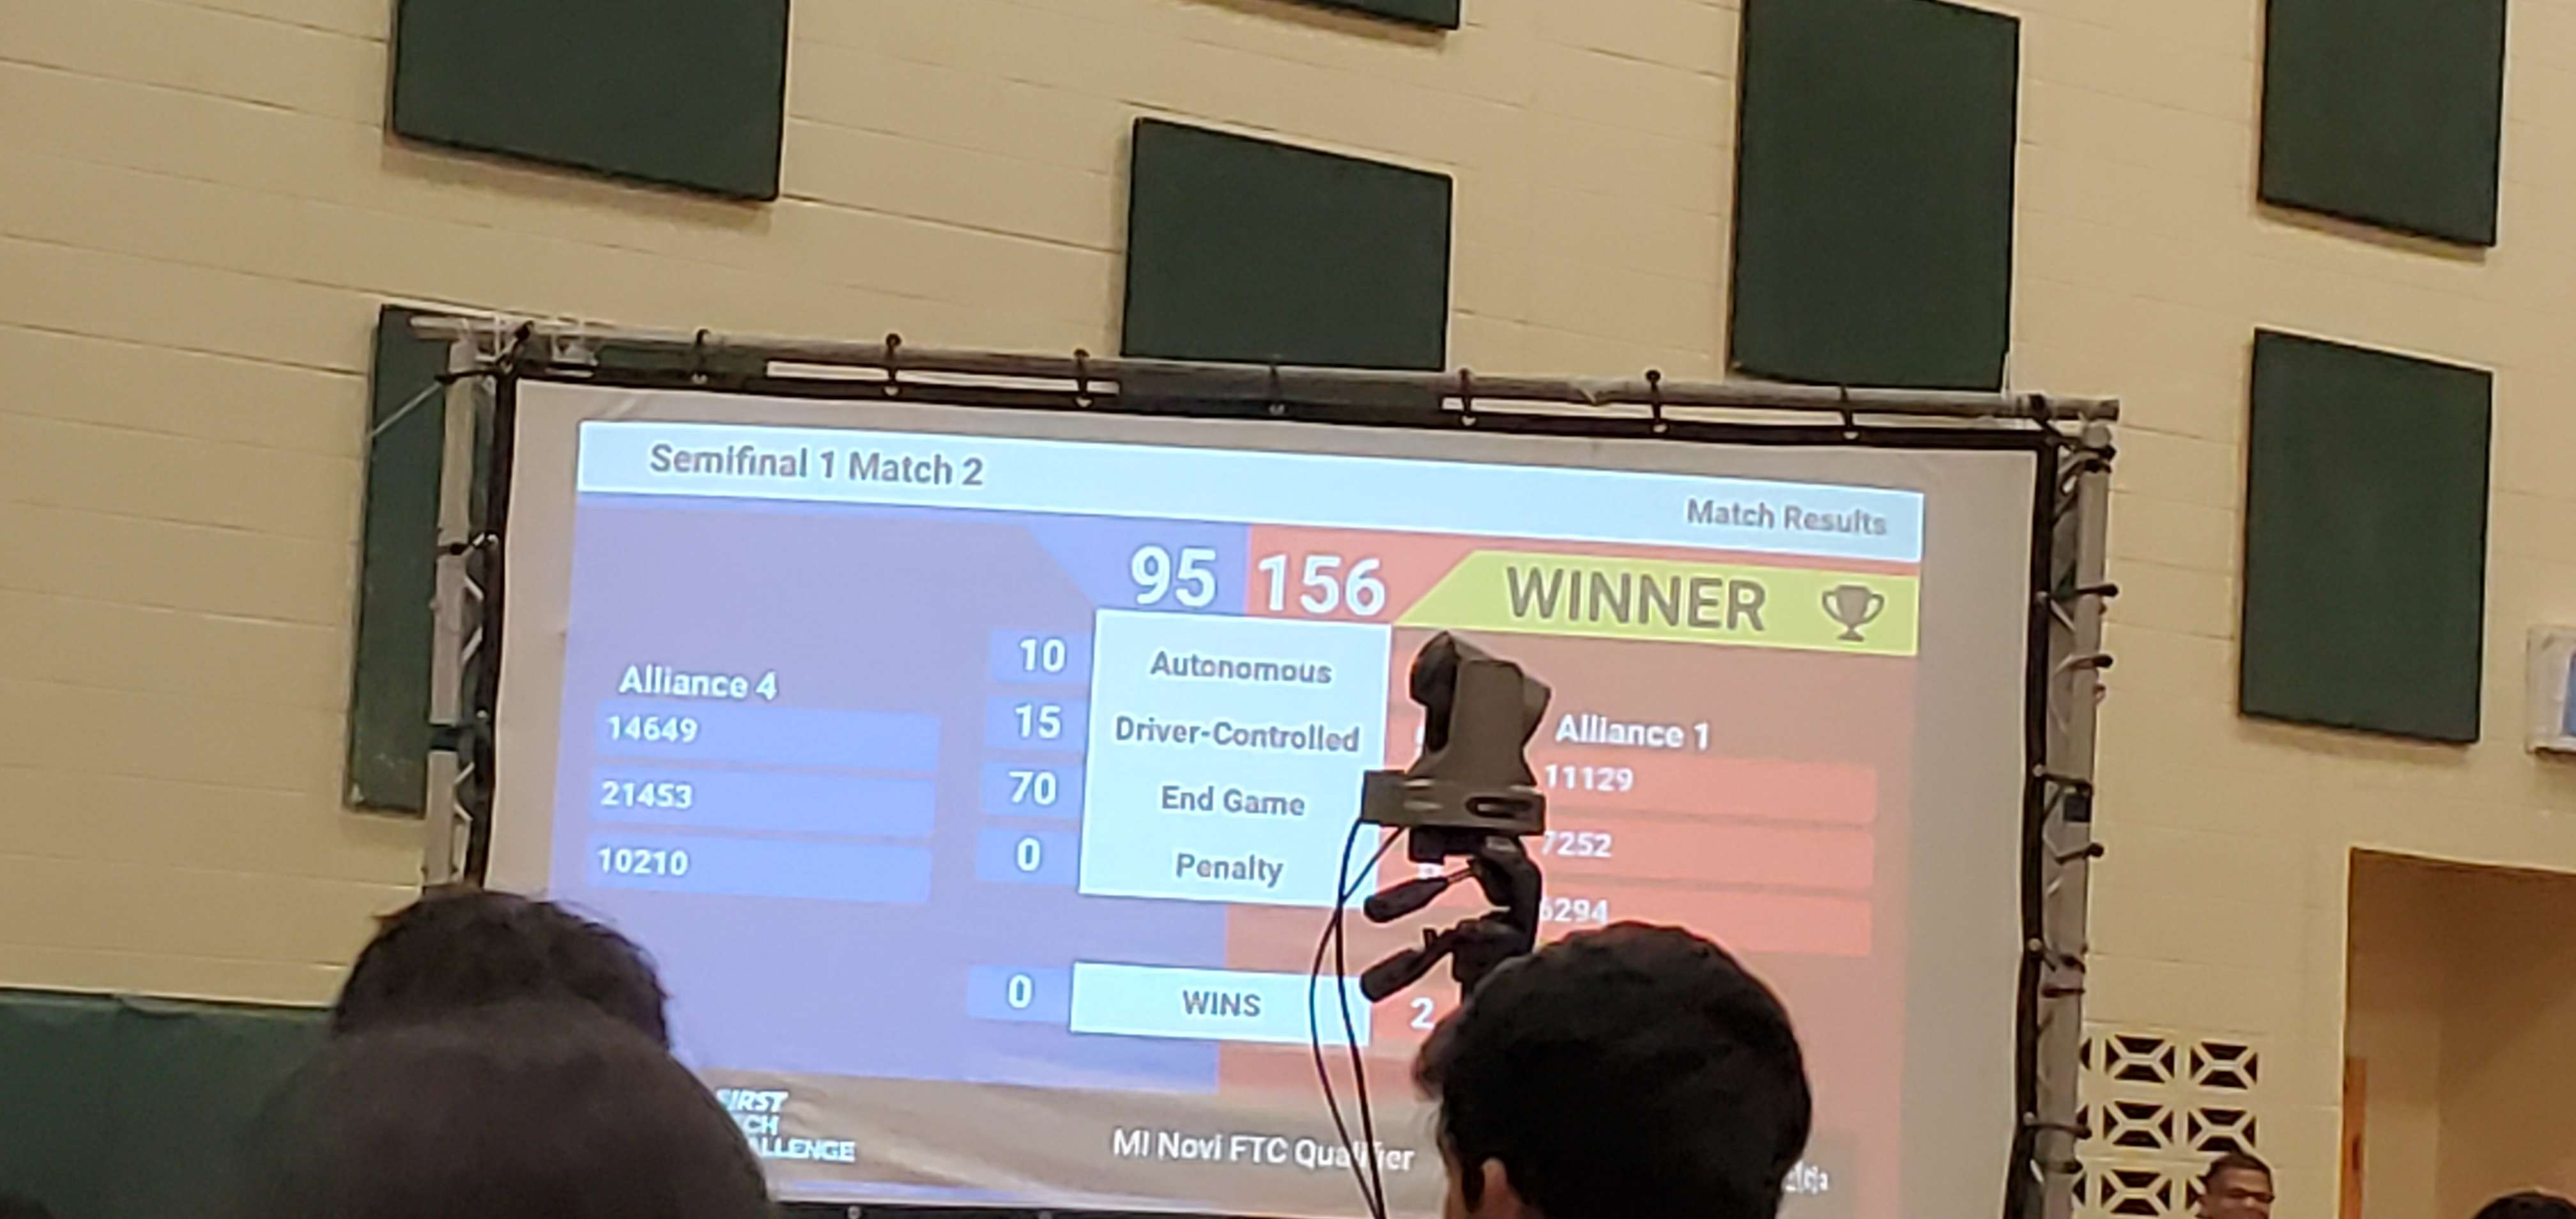 Semifinal 1 Match 2
Match Results
95 156 WINNER
Alliance 4
14649
21453
10210
10 Autonomous
15 Driver-Controlled
70 End Game
0 Penalty
0 WINS 2
Alliance 1
11129
7252
FIRST
MI Novi FTC